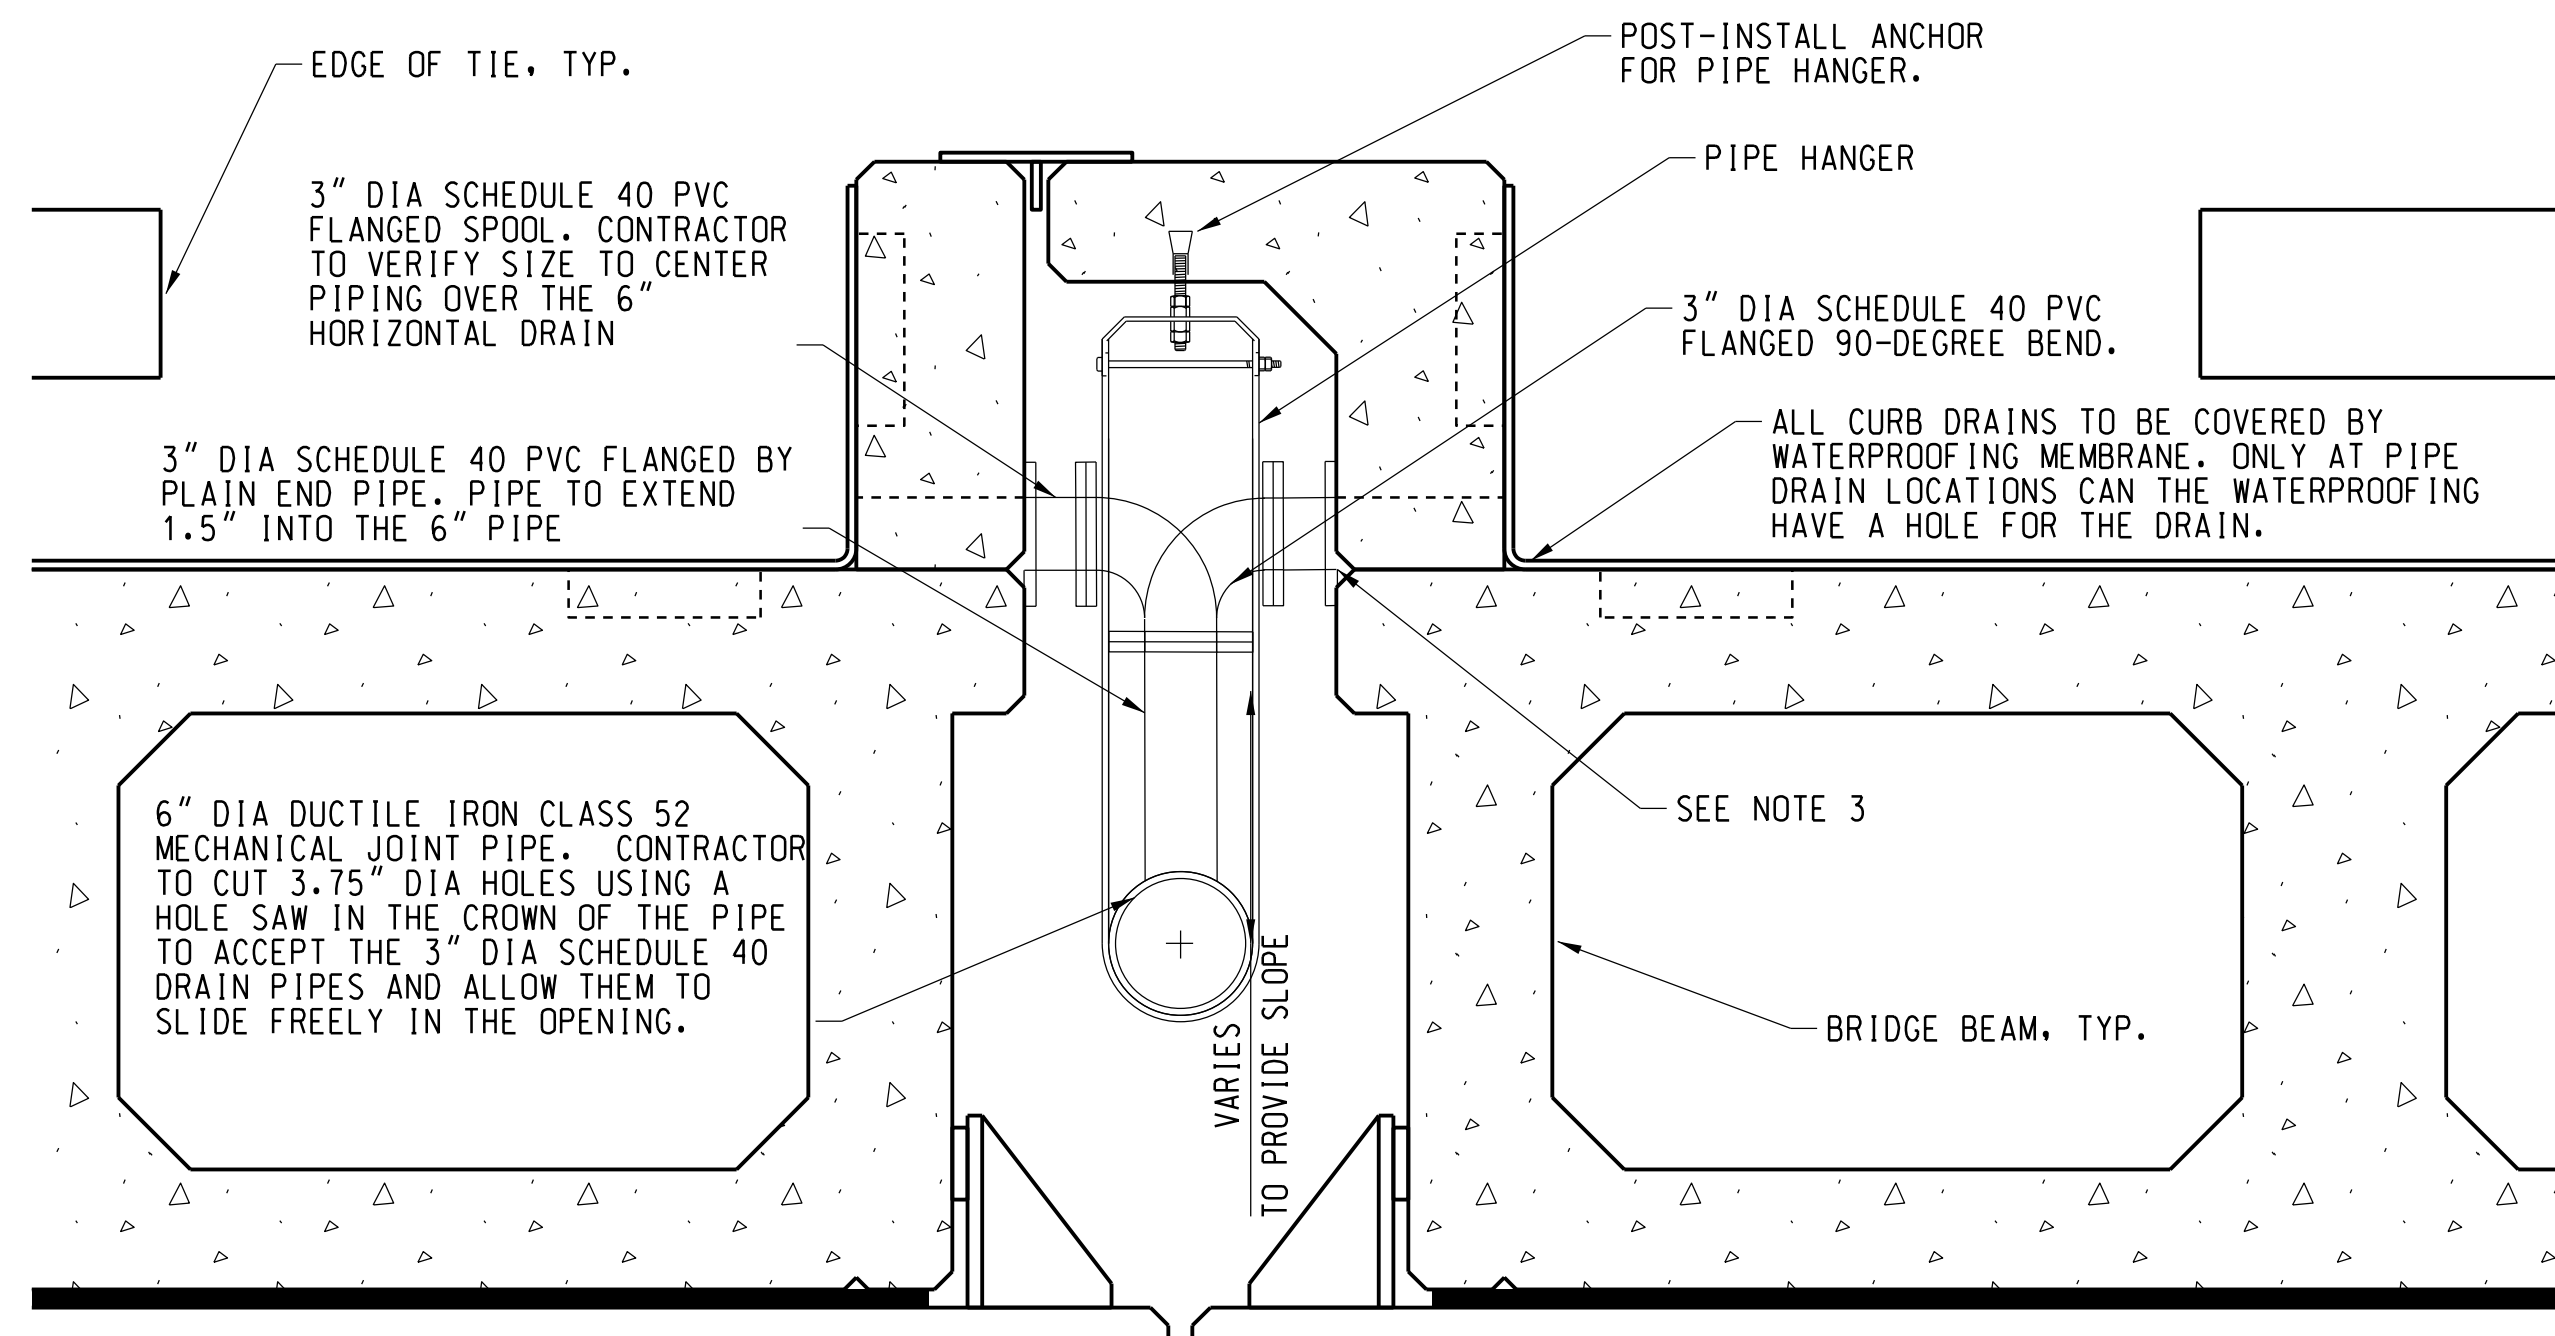 EDGE OF TIE, TYP.
POST-INSTALL ANCHOR
FOR PIPE HANGER.
PIPE HANGER
3" DIA SCHEDULE 40 PVC
FLANGED SPOOL. CONTRACTOR
TO VERIFY SIZE TO CENTER
PIPING OVER THE 6"
HORIZONTAL DRAIN
3" DIA SCHEDULE 40 PVC
FLANGED 90-DEGREE BEND.
3" DIA SCHEDULE 40 PVC FLANGED BY
PLAIN END PIPE. PIPE TO EXTEND
1.5" INTO THE 6" PIPE
ALL CURB DRAINS TO BE COVERED BY
WATERPROOFING MEMBRANE. ONLY AT PIPE
DRAIN LOCATIONS CAN THE WATERPROOFING
HAVE A HOLE FOR THE DRAIN.
6" DIA DUCTILE IRON CLASS 52
MECHANICAL JOINT PIPE. CONTRACTOR
TO CUT 3.75" DIA HOLES USING A
HOLE SAW IN THE CROWN OF THE PIPE
TO ACCEPT THE 3" DIA SCHEDULE 40
DRAIN PIPES AND ALLOW THEM TO
SLIDE FREELY IN THE OPENING.
SEE NOTE 3
VARIES
TO PROVIDE SLOPE
BRIDGE BEAM, TYP.